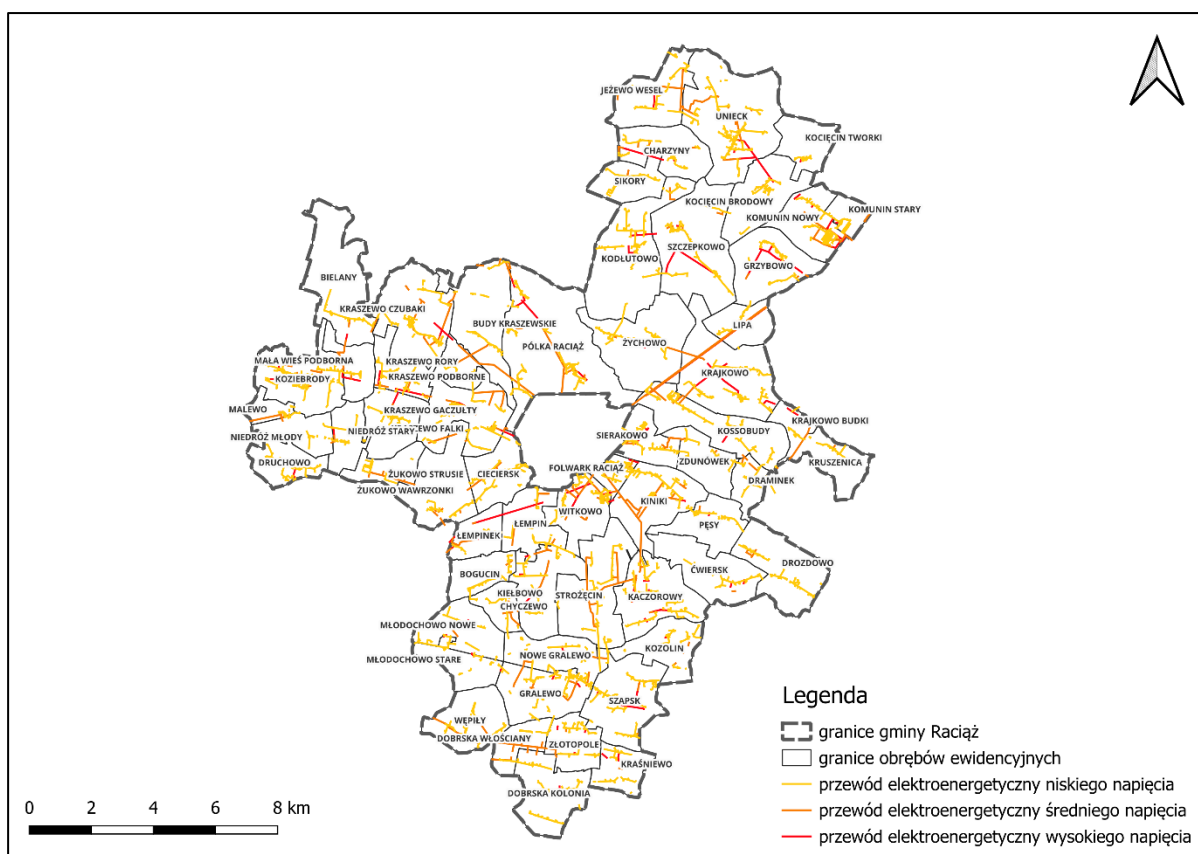 JEŻEWO WESEL
UNIECK
KOCIĘCIN TWORKI
CHARZYNY
SIKORY
KOCIĘCIN BRODOWY
KOMUNIN STARY
KOMUNIN NOWY
SZCZEPKOWO
KODŁUTOWO
GRZYBOWO
BIELANY
KRASZEWO CZUBAKI
BUDY KRASZEWSKIE
LIPA
PÓLKA RACIĄŻ
ŻYCHOWO
MAŁA WIEŚ PODBORNA
KRASZEWO RORY
KOZIEBRODY
KRASZEWO PODBORNE
KRAJKOWO
MALEWO
KRASZEWO GACZUŁTY
KRAJKOWO BUDKI
NIEDRÓŻ MŁODY
NIEDRÓŻ STARY
FALKI
SIERAKOWO
KOSSOBUDY
DRUCHOWO
ŻUKOWO STRUSIE
CIECIERSK
FOLWARK RACIĄŻ
ZDUNÓWEK
KRUSZENICA
ŻUKOWO WAWRZONKI
DRAMINEK
WITKOWO
KINIKI
ŁEMPINEK
ŁEMPIN
PĘSY
BOGUCIN
ĆWIERSK
DROZDOWO
KIEŁBOWO
STROŻĘCIN
KACZOROWY
CHYCZEWO
MŁODOCHOWO NOWE
KOZOLIN
MŁODOCHOWO STARE
NOWE GRALEWO
GRALEWO
SZAPSK
WĘPIŁY
DOBRSKA WŁOŚCIANY
ZŁOTOPOLE
KRAŚNIEWO
DOBRSKA KOLONIA
Legenda
granice gminy Raciąż
granice obrębów ewidencyjnych
przewód elektroenergetyczny niskiego napięcia
przewód elektroenergetyczny średniego napięcia
przewód elektroenergetyczny wysokiego napięcia
0 2 4 6 8 km